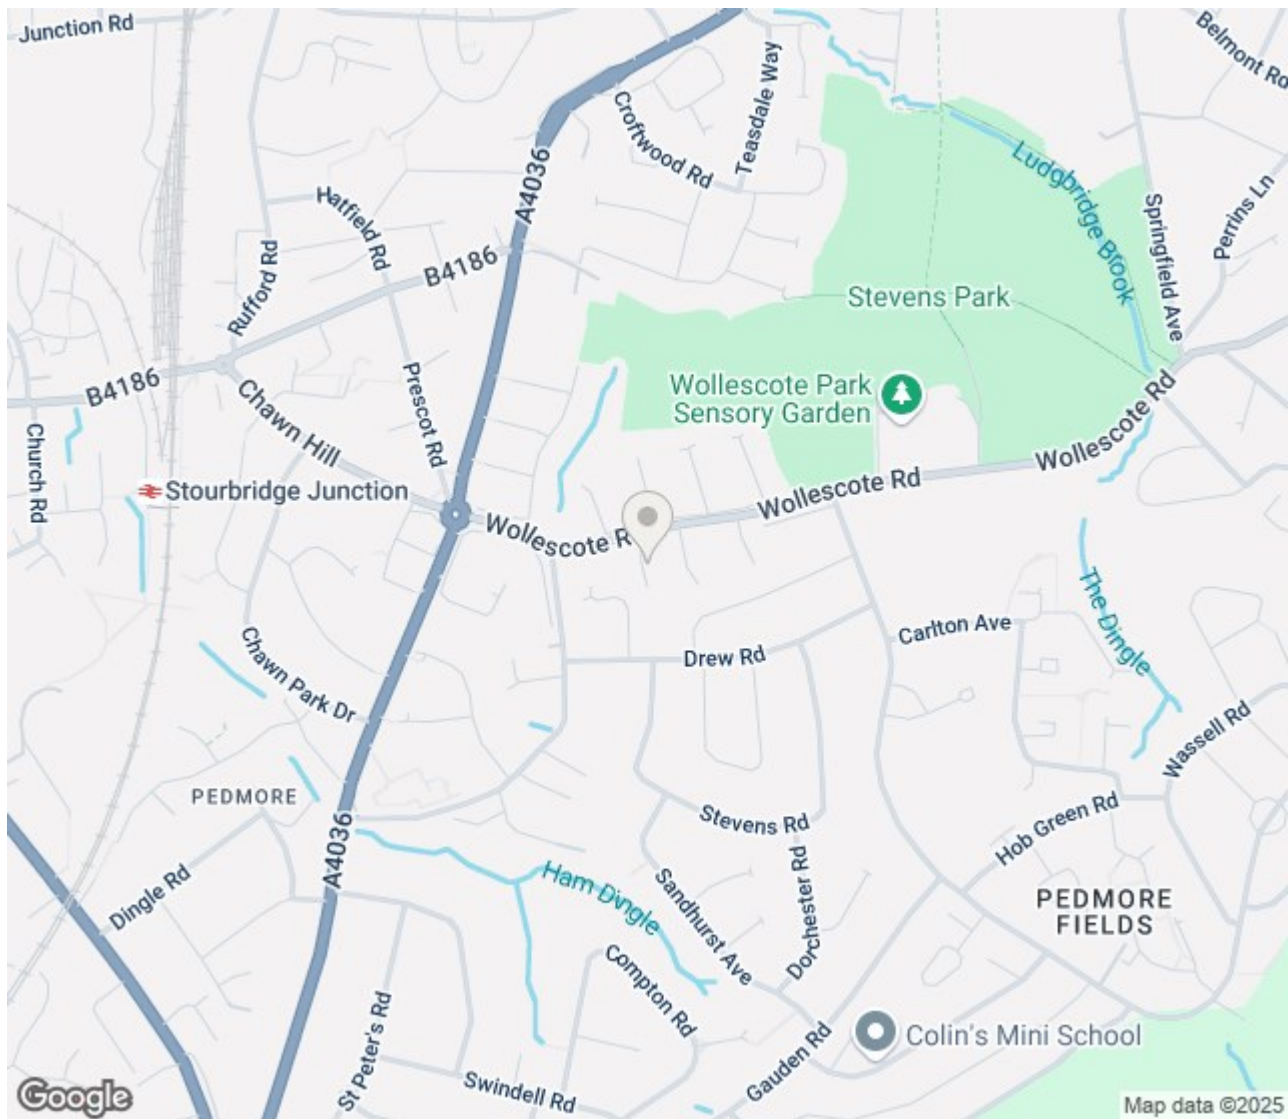 Junction Rd
Belmont Rd
Teasdale Way
Croftwood Rd
A4036
Ludgbridge Brook
Hatfield Rd
Springfield Ave
Perrins Ln
B4186
Rufford Rd
Stevens Park
B4186
Chawn Hill
Prescot Rd
Wollescote Park
Sensory Garden
Wollescote Rd
Church Rd
Stourbridge Junction
Wollescote Rd
Wollescote R
The Dingle
Carlton Ave
Drew Rd
Chawn Park Dr
Wassell Rd
PEDMORE
Stevens Rd
Hob Green Rd
A4036
Dingle Rd
Ham Dingle
Sandhurst Ave
Dorchester Rd
PEDMORE
FIELDS
Compton Rd
St Peter's Rd
Gauden Rd
Colin's Mini School
Swindell Rd
Google
Map data ©2025